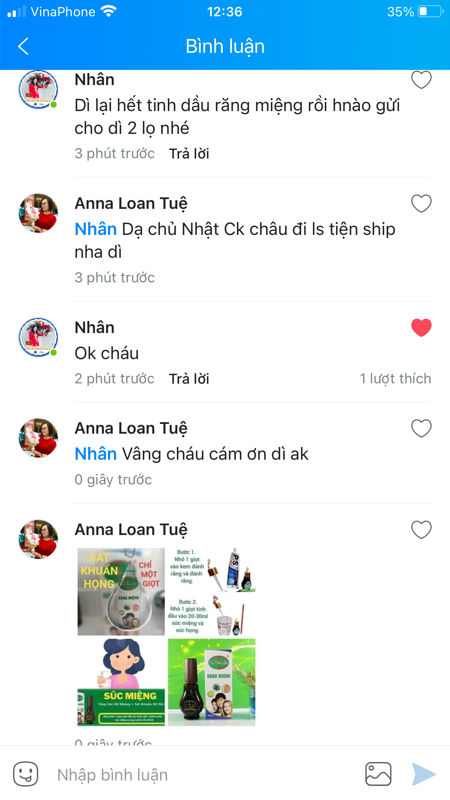 VinaPhone 12:36 35%
Bình luận
Nhân
Dì lại hết tinh dầu răng miệng rồi hnào gửi
cho dì 2 lọ nhé
3 phút trước Trả lời
Anna Loan Tuệ
Nhân Dạ chủ Nhật Ck châu đi ls tiện ship
nha dì
3 phút trước
Nhân
Ok cháu
2 phút trước Trả lời 1 lượt thích
Anna Loan Tuệ
Nhân Vâng cháu cám ơn dì ak
0 giây trước
Anna Loan Tuệ
SÁT
KHUẨN
HỌNG
CHỈ
MỘT
GIỌT
RĂNG MIỆNG
Bước 1.
Nhỏ 1 giọt
vào kem đánh
răng và đánh
răng.
P/S
Bước 2.
Nhỏ 1 giọt tinh
dầu vào 20-30ml
súc miệng và
súc họng.
SÚC MIỆNG
RĂNG MIỆNG
0 giây trước
Nhập bình luận